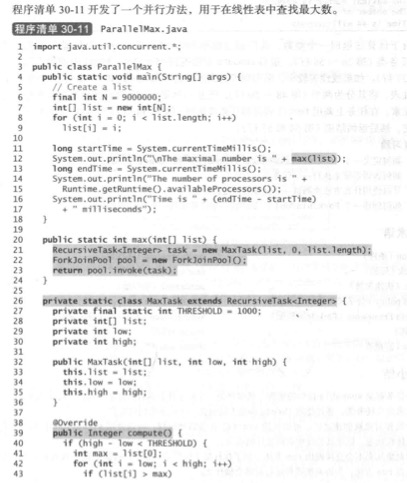 程序清单 30-11 开发了一个并行方法，用于在线性表中查找最大数。
程序清单 30-11 ParallelMax.java
1 import java.util.concurrent.*;
2
3 public class ParallelMax {
4 public static void main(String[] args) {
5 // Create a list
6 final int N = 9000000;
7 int[] list = new int[N];
8 for (int i = 0; i < list.length; i++)
9 list[i] = i;
10
11 long startTime = System.currentTimeMillis();
12 System.out.println("\nThe maximal number is " + max(list));
13 long endTime = System.currentTimeMillis();
14 System.out.println("The number of processors is " +
15 Runtime.getRuntime().availableProcessors());
16 System.out.println("Time is " + (endTime - startTime)
17 + " milliseconds");
18 }
19
20 public static int max(int[] list) {
21 RecursiveTask<Integer> task = new MaxTask(list, 0, list.length);
22 ForkJoinPool pool = new ForkJoinPool();
23 return pool.invoke(task);
24 }
25
26 private static class MaxTask extends RecursiveTask<Integer> {
27 private final static int THRESHOLD = 1000;
28 private int[] list;
29 private int low;
30 private int high;
31
32 public MaxTask(int[] list, int low, int high) {
33 this.list = list;
34 this.low = low;
35 this.high = high;
36 }
37
38 @Override
39 public Integer compute() {
40 if (high - low < THRESHOLD) {
41 int max = list[0];
42 for (int i = low; i < high; i++)
43 if (list[i] > max)